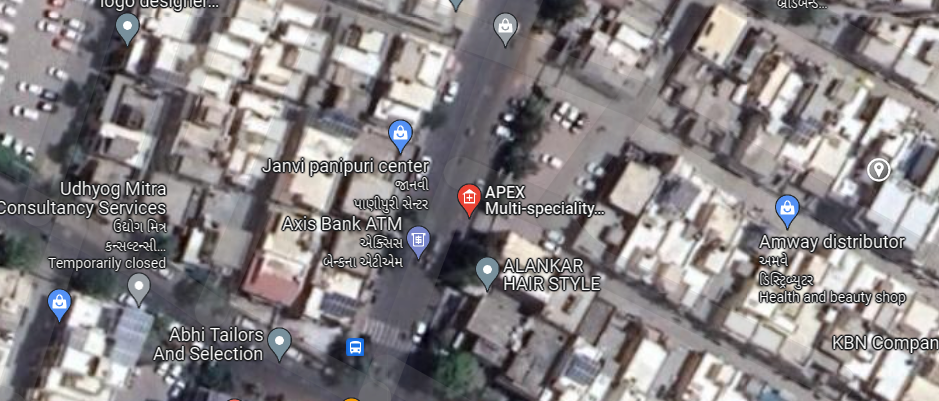 logo designer...
બ્રોડબેન્ડ...
Janvi panipuri center
જાનવી
પાણીપુરી સેન્ટર
APEX
Multi-speciality...
Udhyog Mitra
Consultancy Services
ઉદ્યોગ મિત્ર
કન્સલ્ટન્સી...
Temporarily closed
Axis Bank ATM
એક્સિસ
બેન્કના એટીએમ
Amway distributor
અમવે
ડિસ્ટ્રિબ્યુટર
Health and beauty shop
ALANKAR
HAIR STYLE
Abhi Tailors
And Selection
KBN Compan